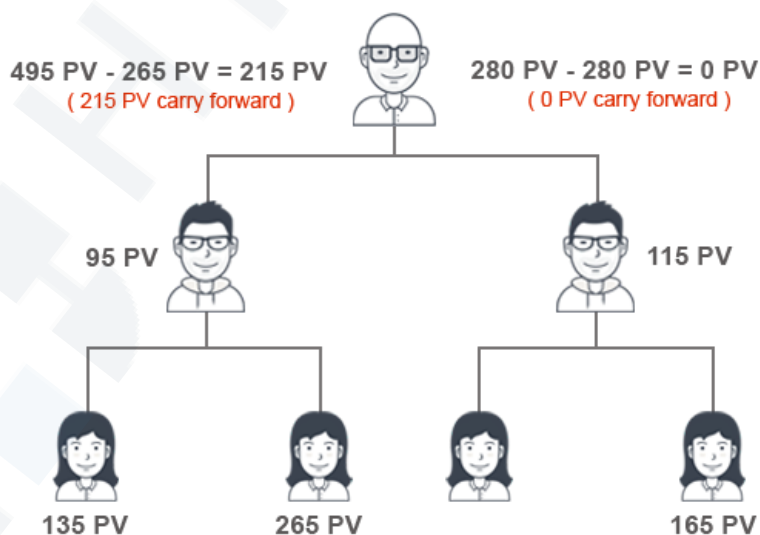 495 PV - 265 PV = 215 PV
( 215 PV carry forward )
280 PV - 280 PV = 0 PV
( 0 PV carry forward )
95 PV
115 PV
135 PV
265 PV
165 PV